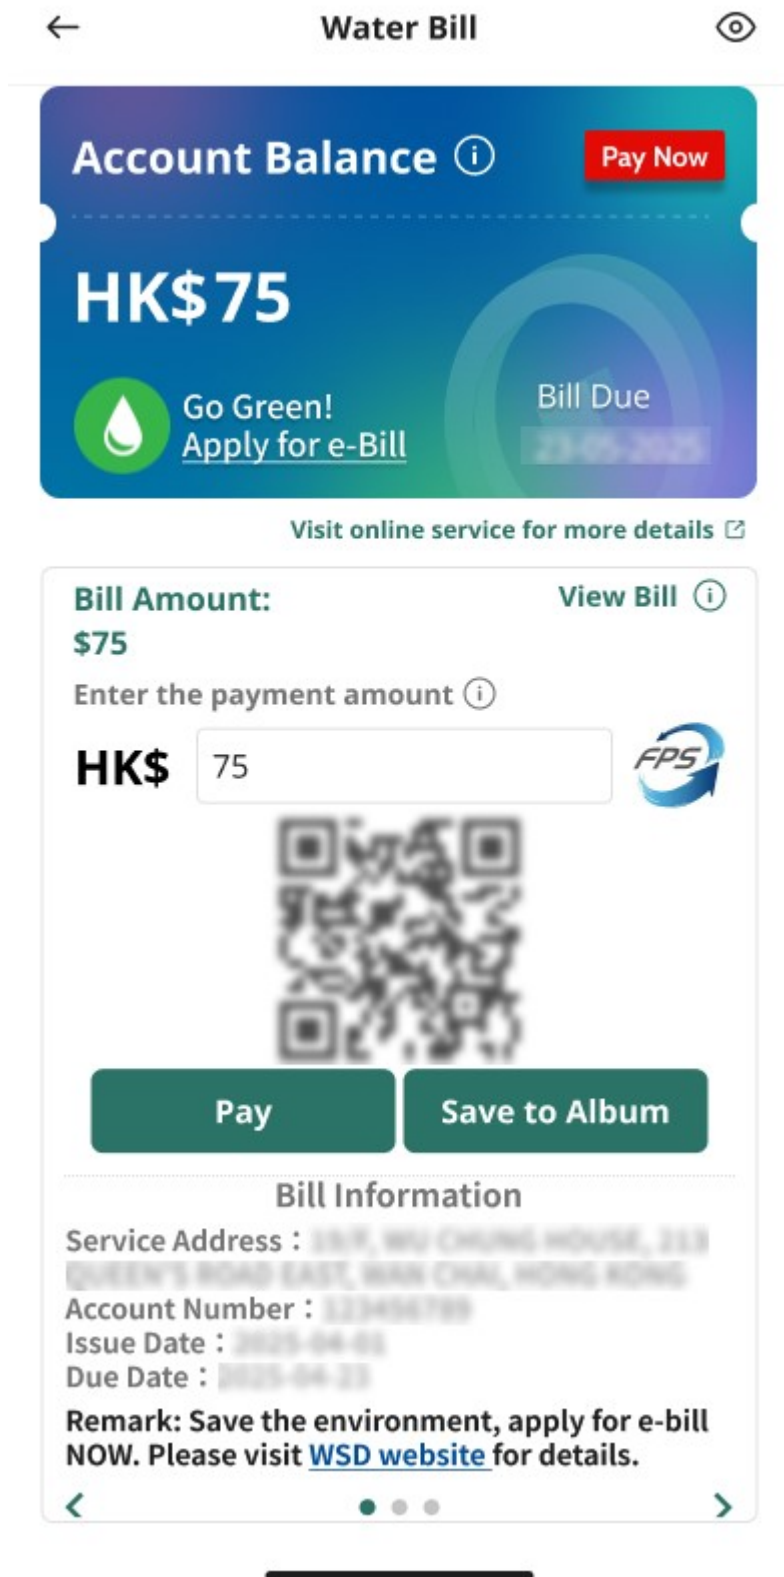 Water Bill
Account Balance
Pay Now
HK$75
Go Green!
Apply for e-Bill
Bill Due
Visit online service for more details
Bill Amount:
View Bill
$75
Enter the payment amount
HK$ 75
FPS
Pay
Save to Album
Bill Information
Service Address：
Account Number：
Issue Date：
Due Date：
Remark: Save the environment, apply for e-bill
NOW. Please visit WSD website for details.